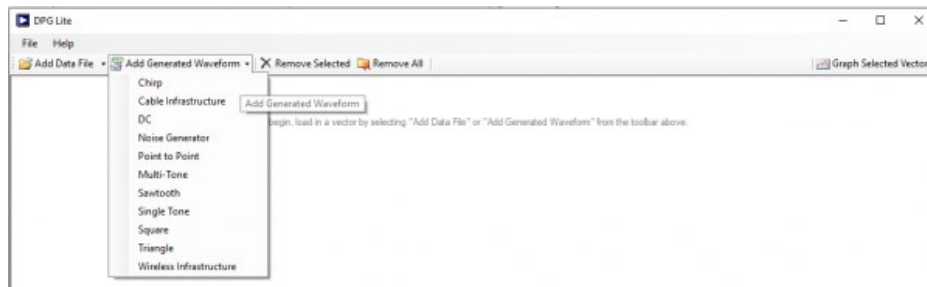 DPG Lite
File Help
Add Data File Add Generated Waveform Remove Selected Remove All Graph Selected Vector
Chirp
Cable Infrastructure
Add Generated Waveform
DC
begin, load in a vector by selecting "Add Data File" or "Add Generated Waveform" from the toolbar above.
Noise Generator
Point to Point
Multi-Tone
Sawtooth
Single Tone
Square
Triangle
Wireless Infrastructure